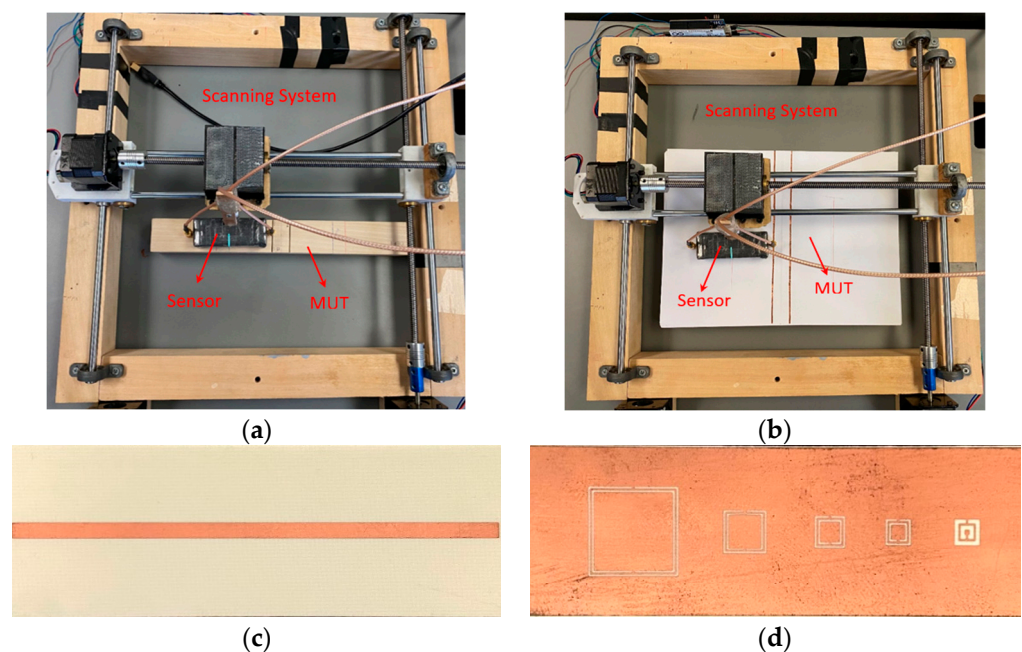 Scanning System
Sensor
MUT
(a)
Scanning System
Sensor
MUT
(b)
(c)
(d)